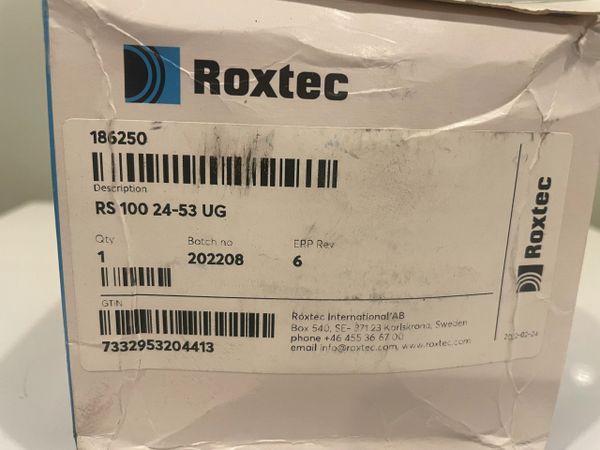 Roxtec
186250
Description
RS 100 24-53 UG
Qty Batch no ERP Rev
1 202208 6
GTIN
7332953204413
Roxtec International AB
Box 540, SE- 371 23 Karlskrona, Sweden
phone +46 455 36 67 00
email info@roxtec.com, www.roxtec.com
Roxtec